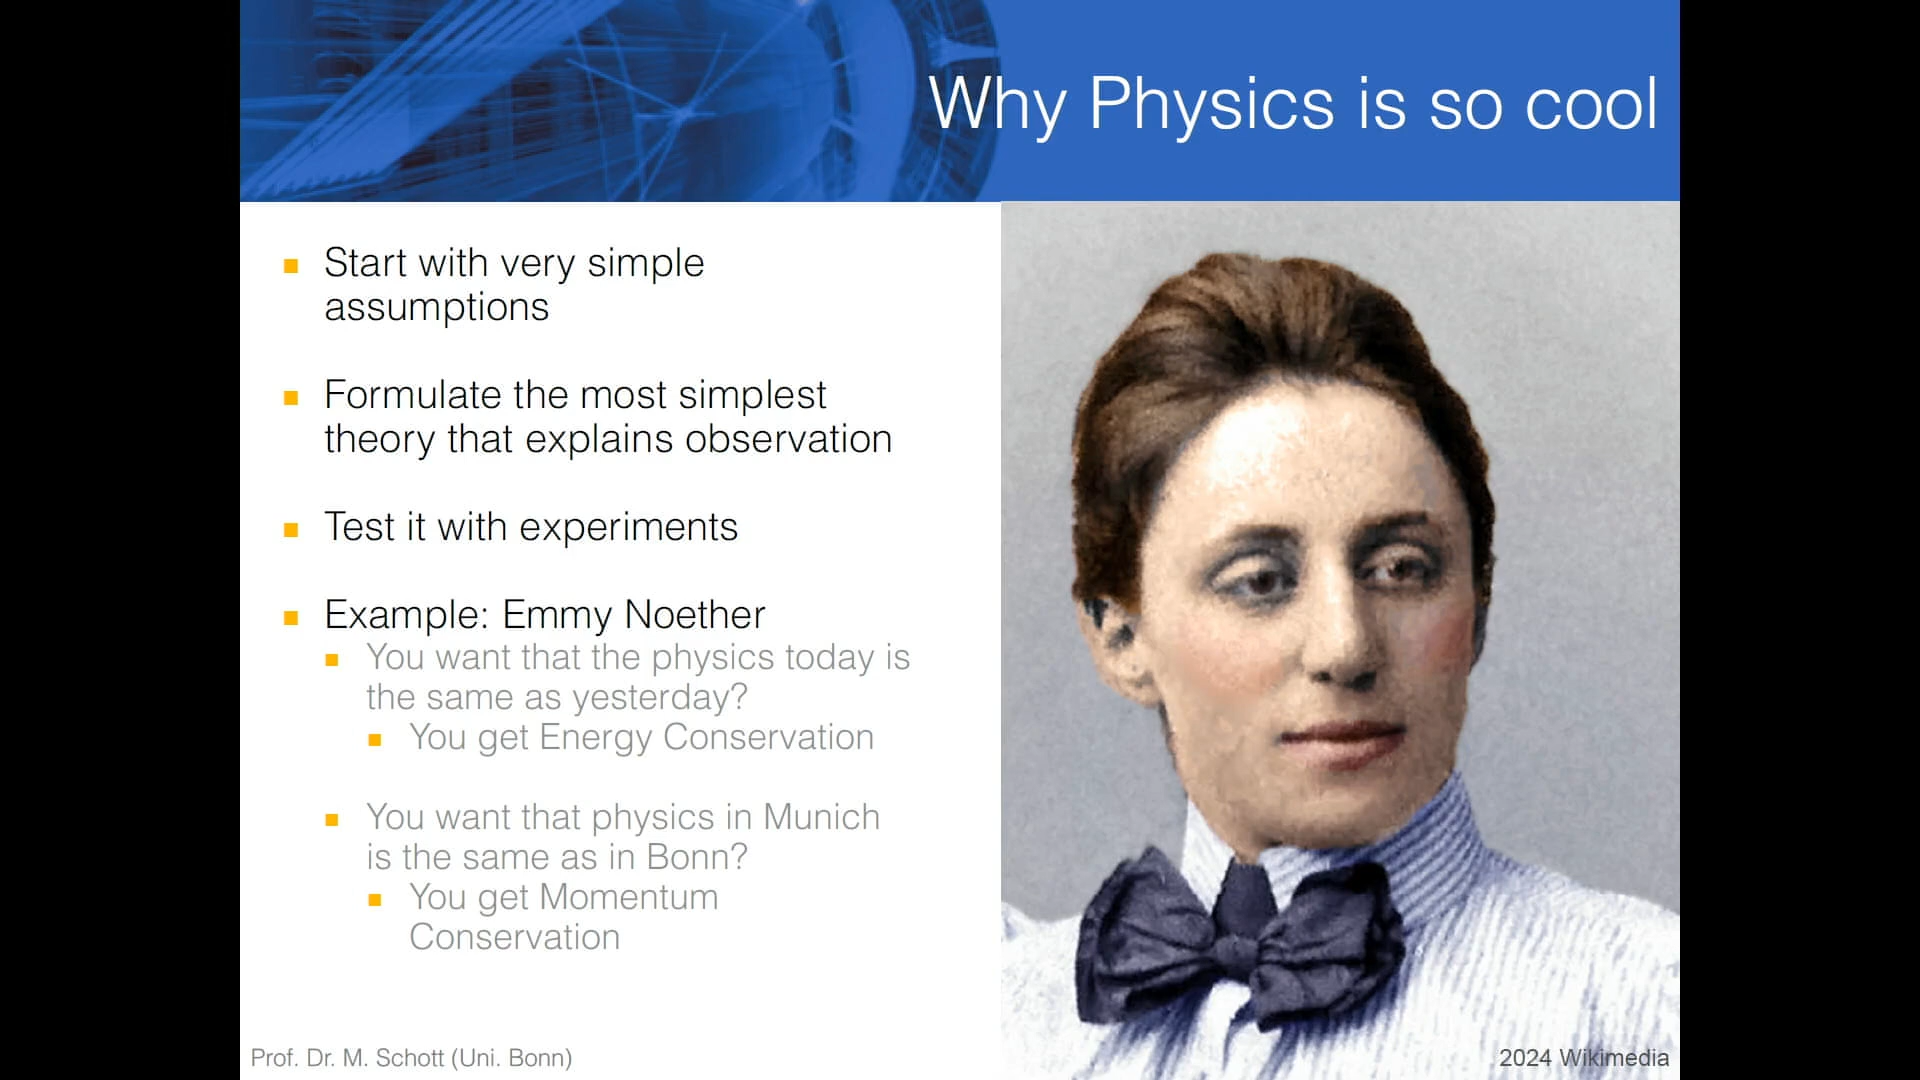 Why Physics is so cool
Start with very simple
assumptions
Formulate the most simplest
theory that explains observation
Test it with experiments
Example: Emmy Noether
You want that the physics today is
the same as yesterday?
You get Energy Conservation
You want that physics in Munich
is the same as in Bonn?
You get Momentum
Conservation
Prof. Dr. M. Schott (Uni. Bonn)
2024 Wikimedia